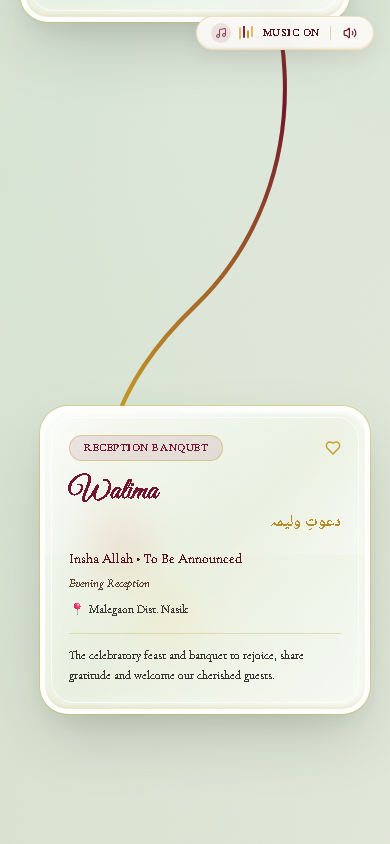 MUSIC ON
RECEPTION BANQUET
Walima
دعوتِ ولیمہ
Insha Allah • To Be Announced
Evening Reception
📍 Malegaon Dist. Nasik
The celebratory feast and banquet to rejoice, share
gratitude and welcome our cherished guests.